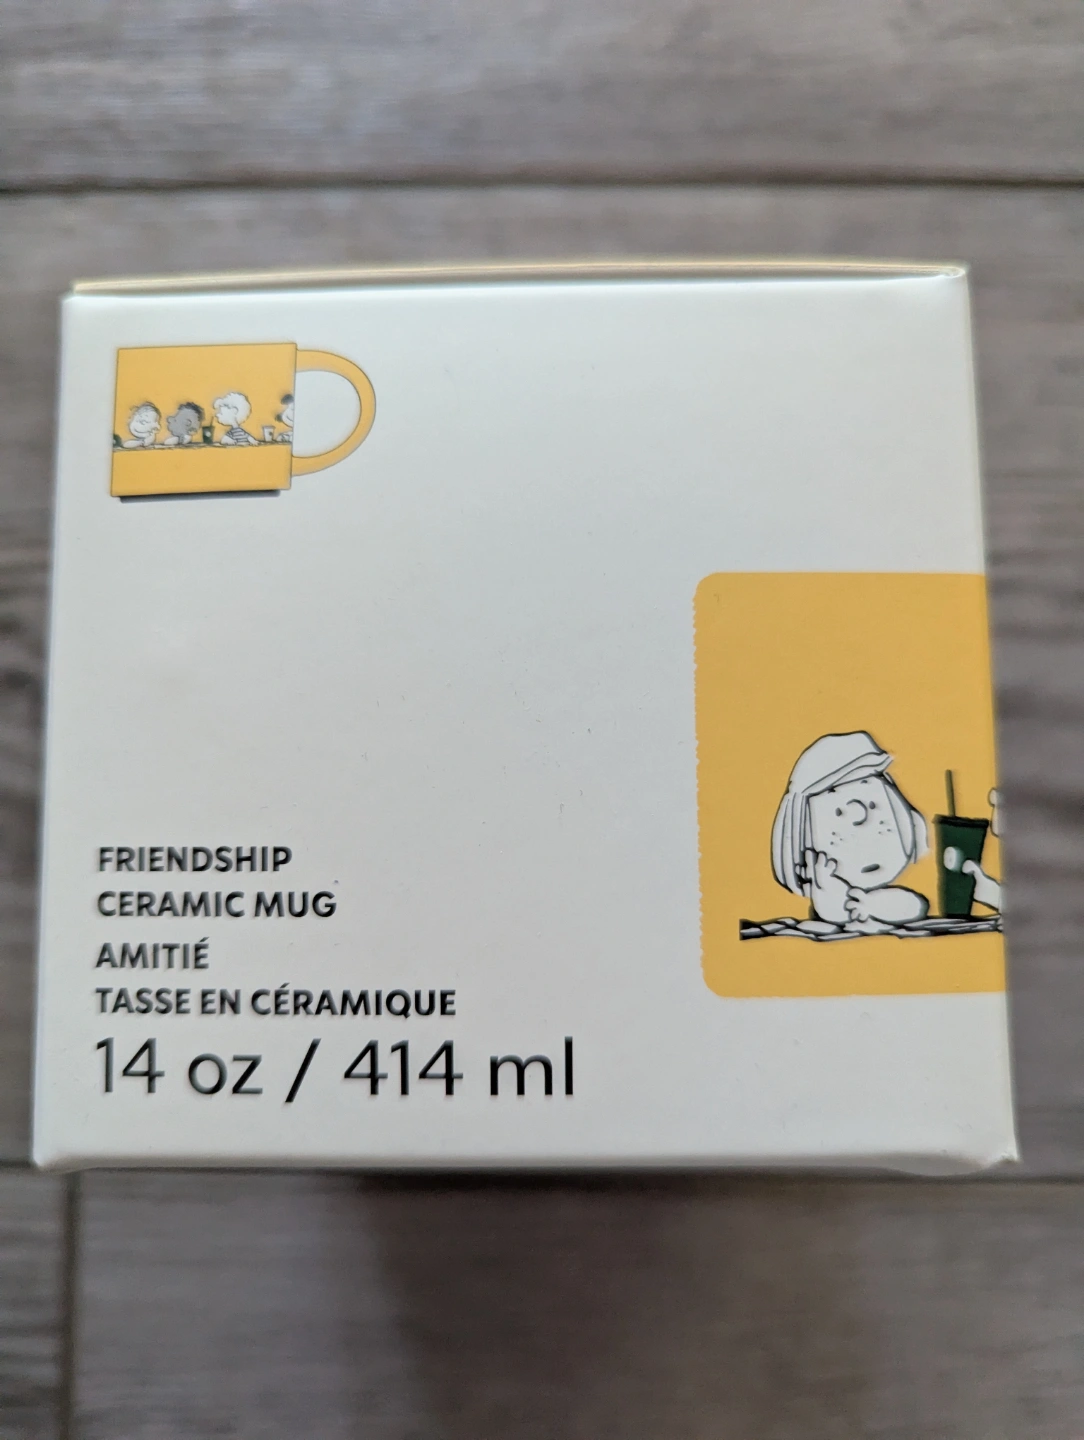 FRIENDSHIP
CERAMIC MUG
AMITIÉ
TASSE EN CÉRAMIQUE
14 oz / 414 ml